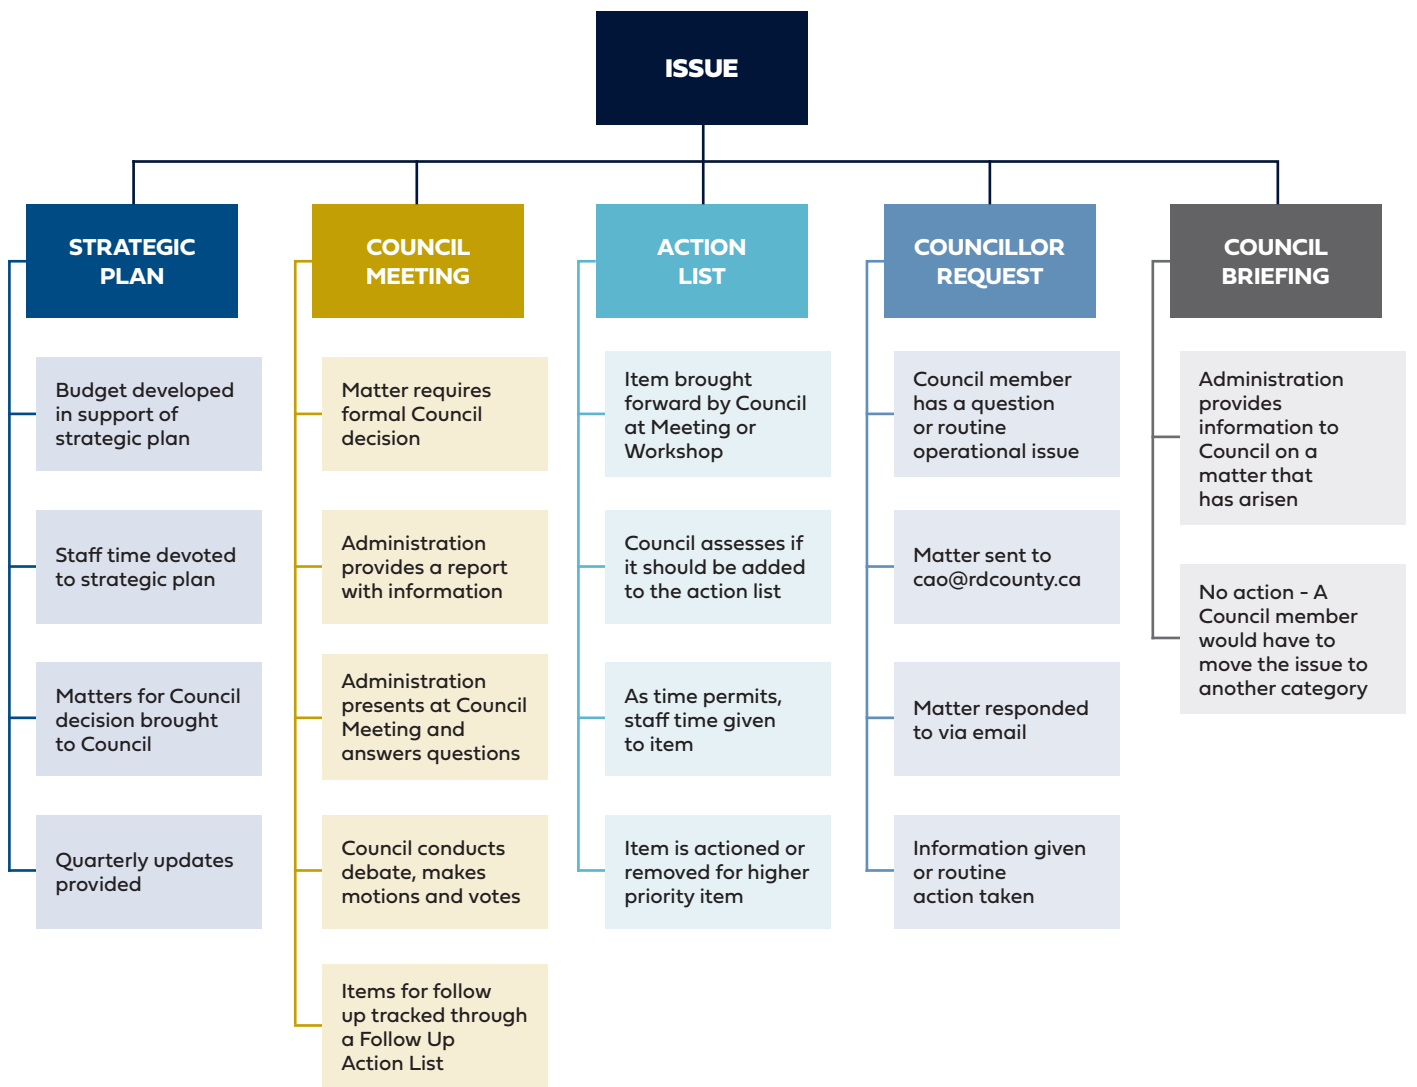 ISSUE
STRATEGIC
PLAN
Budget developed
in support of
strategic plan
Staff time devoted
to strategic plan
Matters for Council
decision brought
to Council
Quarterly updates
provided
COUNCIL
MEETING
Matter requires
formal Council
decision
Administration
provides a report
with information
Administration
presents at Council
Meeting and
answers questions
Council conducts
debate, makes
motions and votes
Items for follow
up tracked through
a Follow Up
Action List
ACTION
LIST
Item brought
forward by Council
at Meeting or
Workshop
Council assesses if
it should be added
to the action list
As time permits,
staff time given
to item
Item is actioned or
removed for higher
priority item
COUNCILLOR
REQUEST
Council member
has a question
or routine
operational issue
Matter sent to
cao@rdcounty.ca
Matter responded
to via email
Information given
or routine
action taken
COUNCIL
BRIEFING
Administration
provides
information to
Council on a
matter that
has arisen
No action - A
Council member
would have to
move the issue to
another category